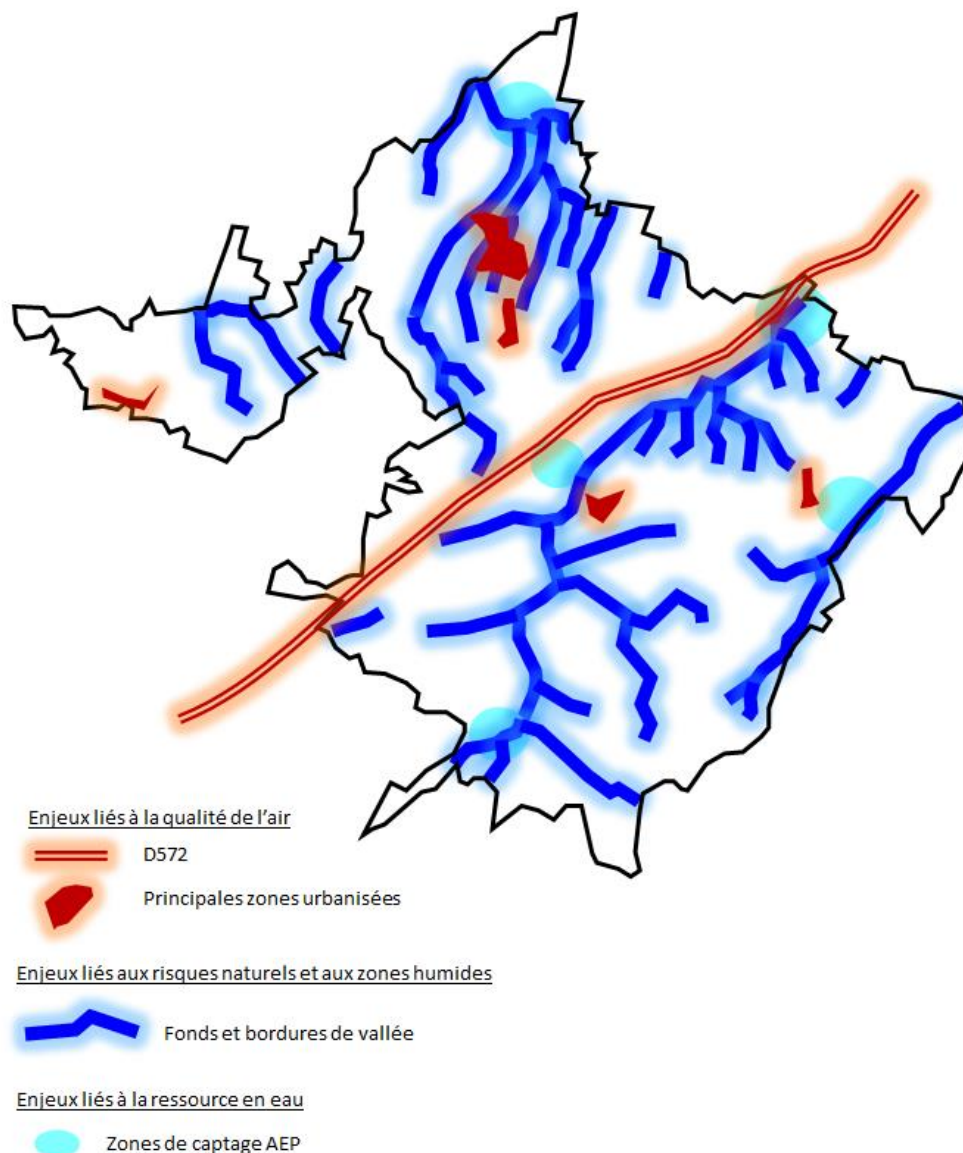 Enjeux liés à la qualité de l'air
D572
Principales zones urbanisées
Enjeux liés aux risques naturels et aux zones humides
Fonds et bordures de vallée
Enjeux liés à la ressource en eau
Zones de captage AEP